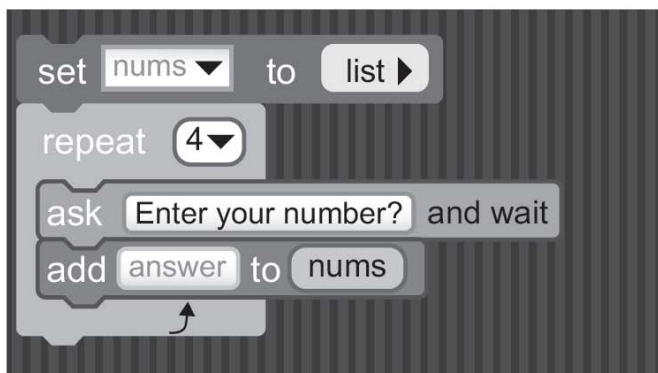 set nums to list
repeat 4
ask Enter your number? and wait
add answer to nums